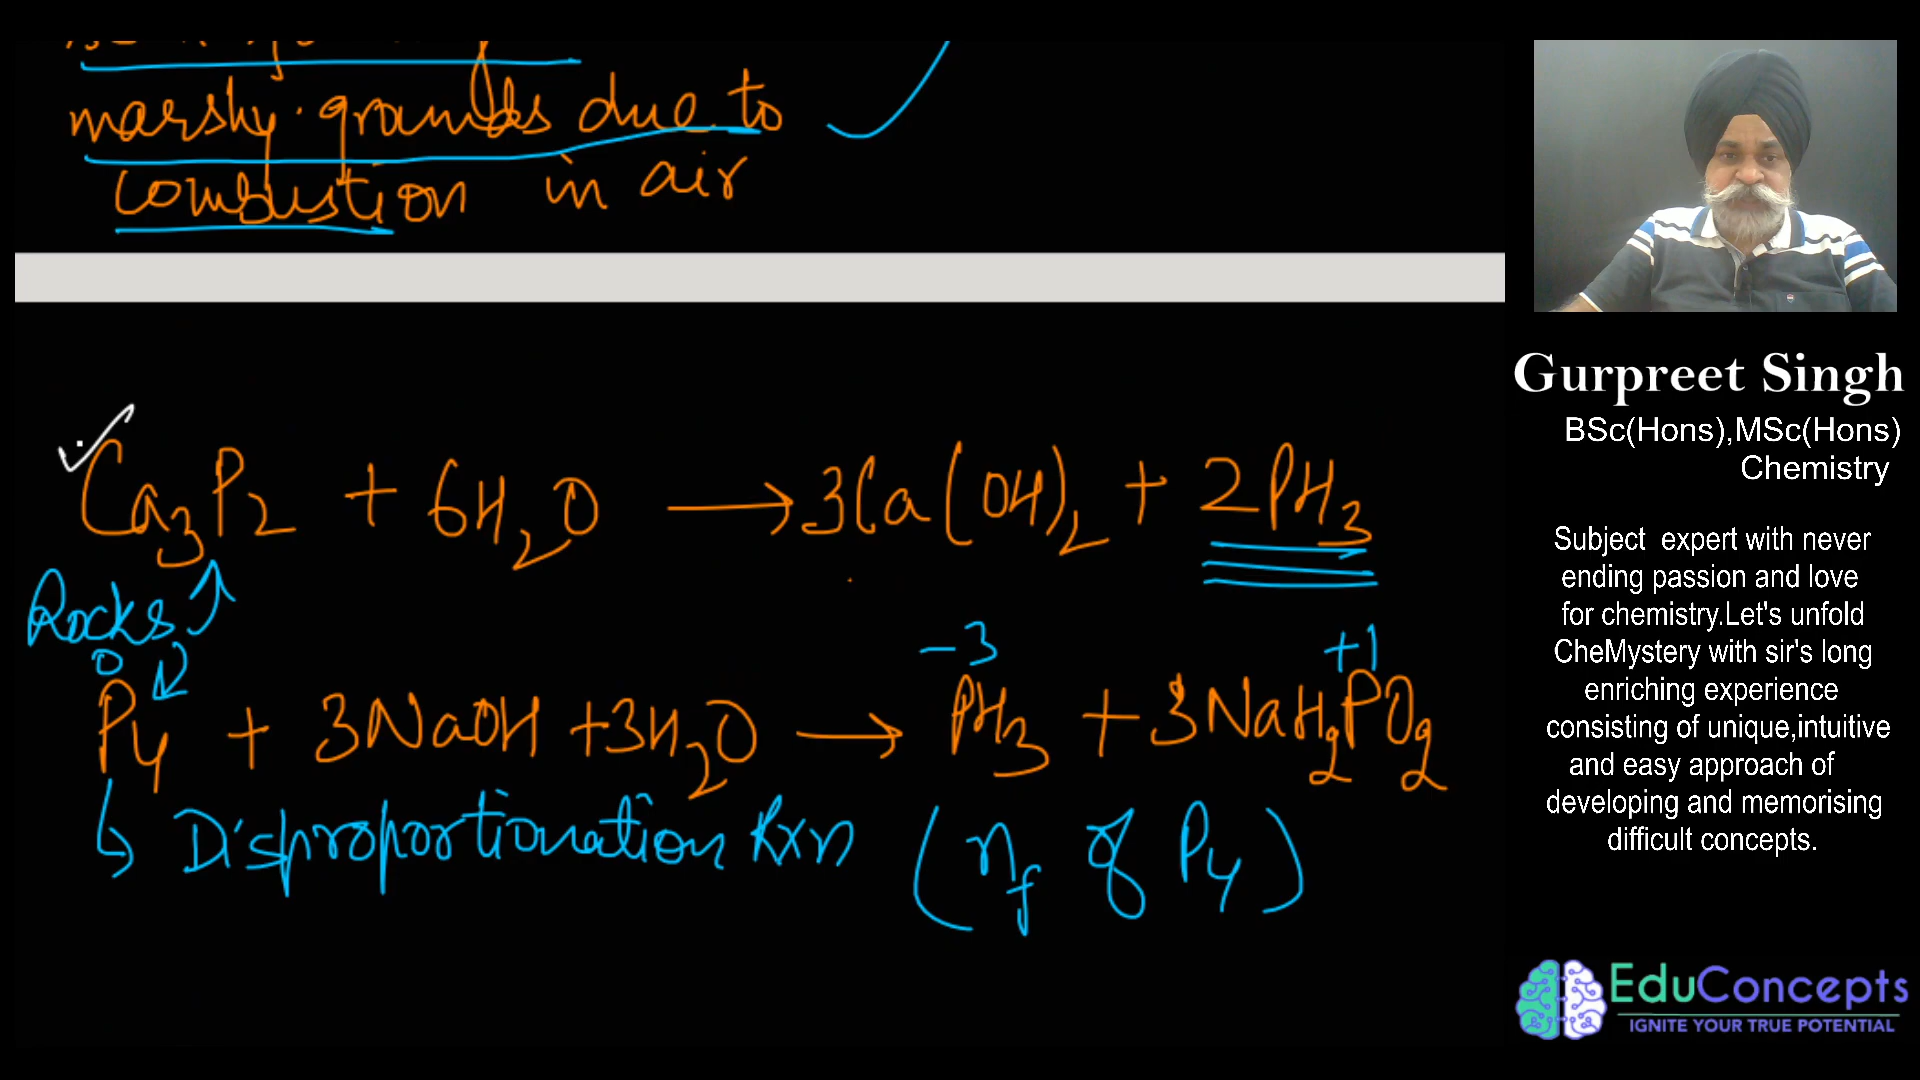 marshy grounds due to
combustion in air
Ca3P2 + 6H2O ⟶ 3Ca(OH)2 + 2PH3
Rocks
0 -3 +1
P4 + 3NaOH + 3H2O ⟶ PH3 + 3NaH2PO2
Disproportionation Rxn (nf of P4)
Gurpreet Singh
BSc(Hons),MSc(Hons)
Chemistry
Subject expert with never
ending passion and love
for chemistry.Let's unfold
CheMystery with sir's long
enriching experience
consisting of unique,intuitive
and easy approach of
developing and memorising
difficult concepts.
EduConcepts
IGNITE YOUR TRUE POTENTIAL